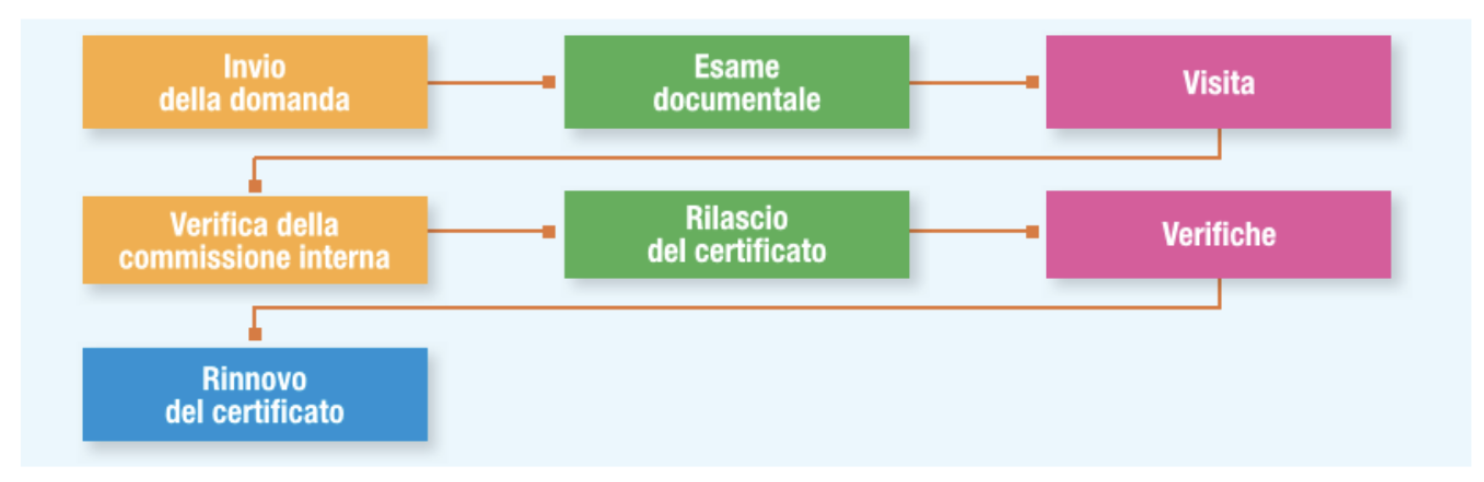 Invio
della domanda
Esame
documentale
Visita
Verifica della
commissione interna
Rilascio
del certificato
Verifiche
Rinnovo
del certificato